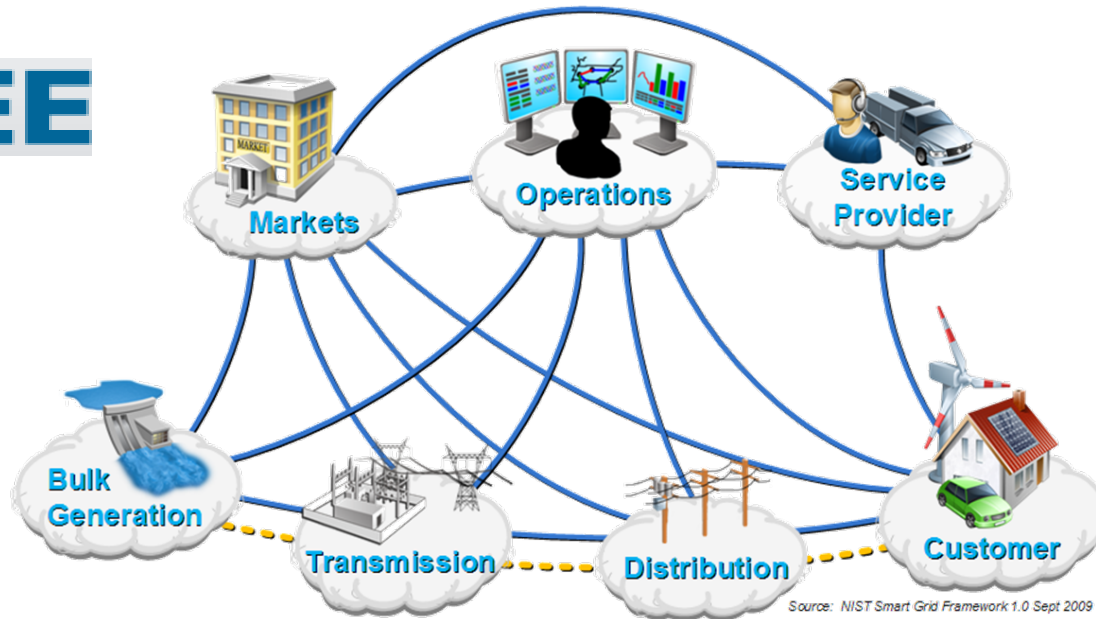 EE
MARKET
Markets
Operations
Service
Provider
Bulk
Generation
Transmission
Distribution
Customer
Source: NIST Smart Grid Framework 1.0 Sept 2009